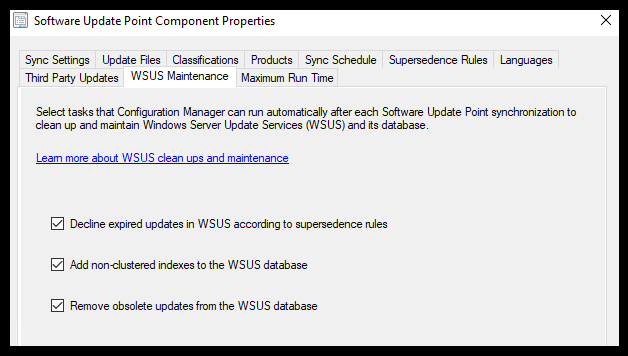 Software Update Point Component Properties
Sync Settings Update Files Classifications Products Sync Schedule Supersedence Rules Languages
Third Party Updates WSUS Maintenance Maximum Run Time
Select tasks that Configuration Manager can run automatically after each Software Update Point synchronization to
clean up and maintain Windows Server Update Services (WSUS) and its database.
Learn more about WSUS clean ups and maintenance
Decline expired updates in WSUS according to supersedence rules
Add non-clustered indexes to the WSUS database
Remove obsolete updates from the WSUS database